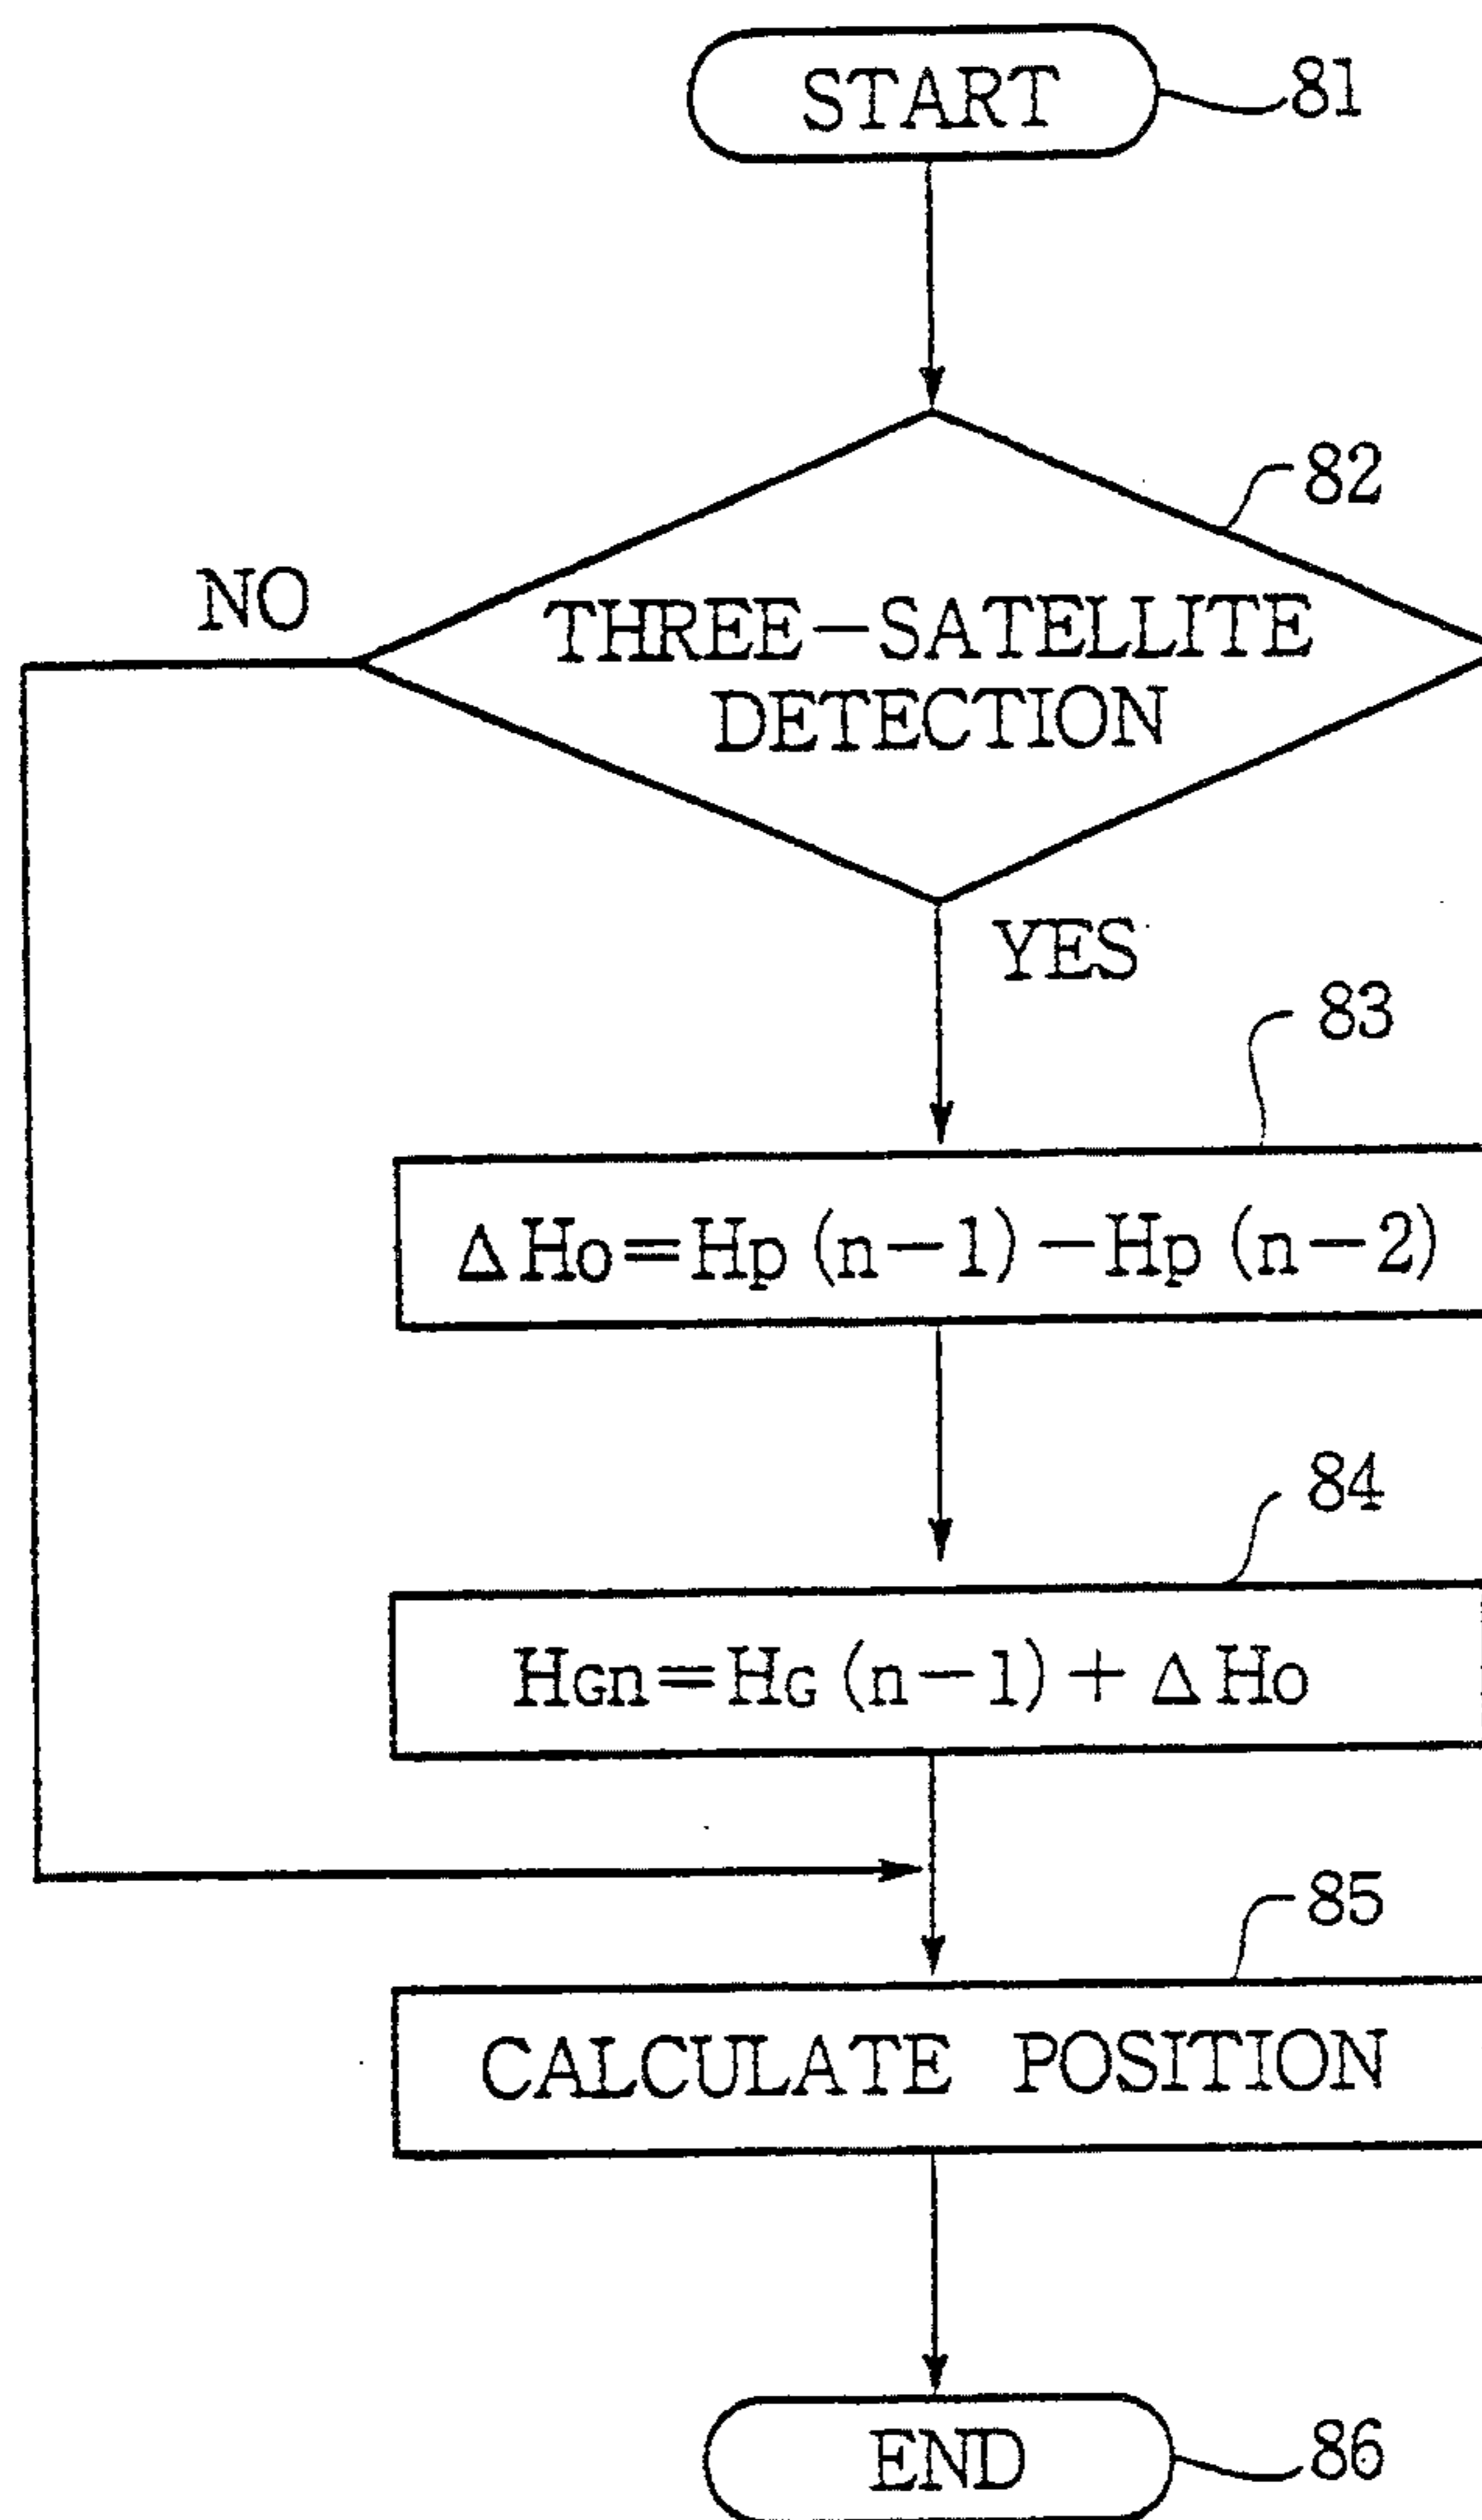 START
81
82
NO
THREE-SATELLITE
DETECTION
YES
83
ΔHo=Hp(n-1)-Hp(n-2)
84
HGn=HG(n-1)+ΔHo
85
CALCULATE POSITION
END
86